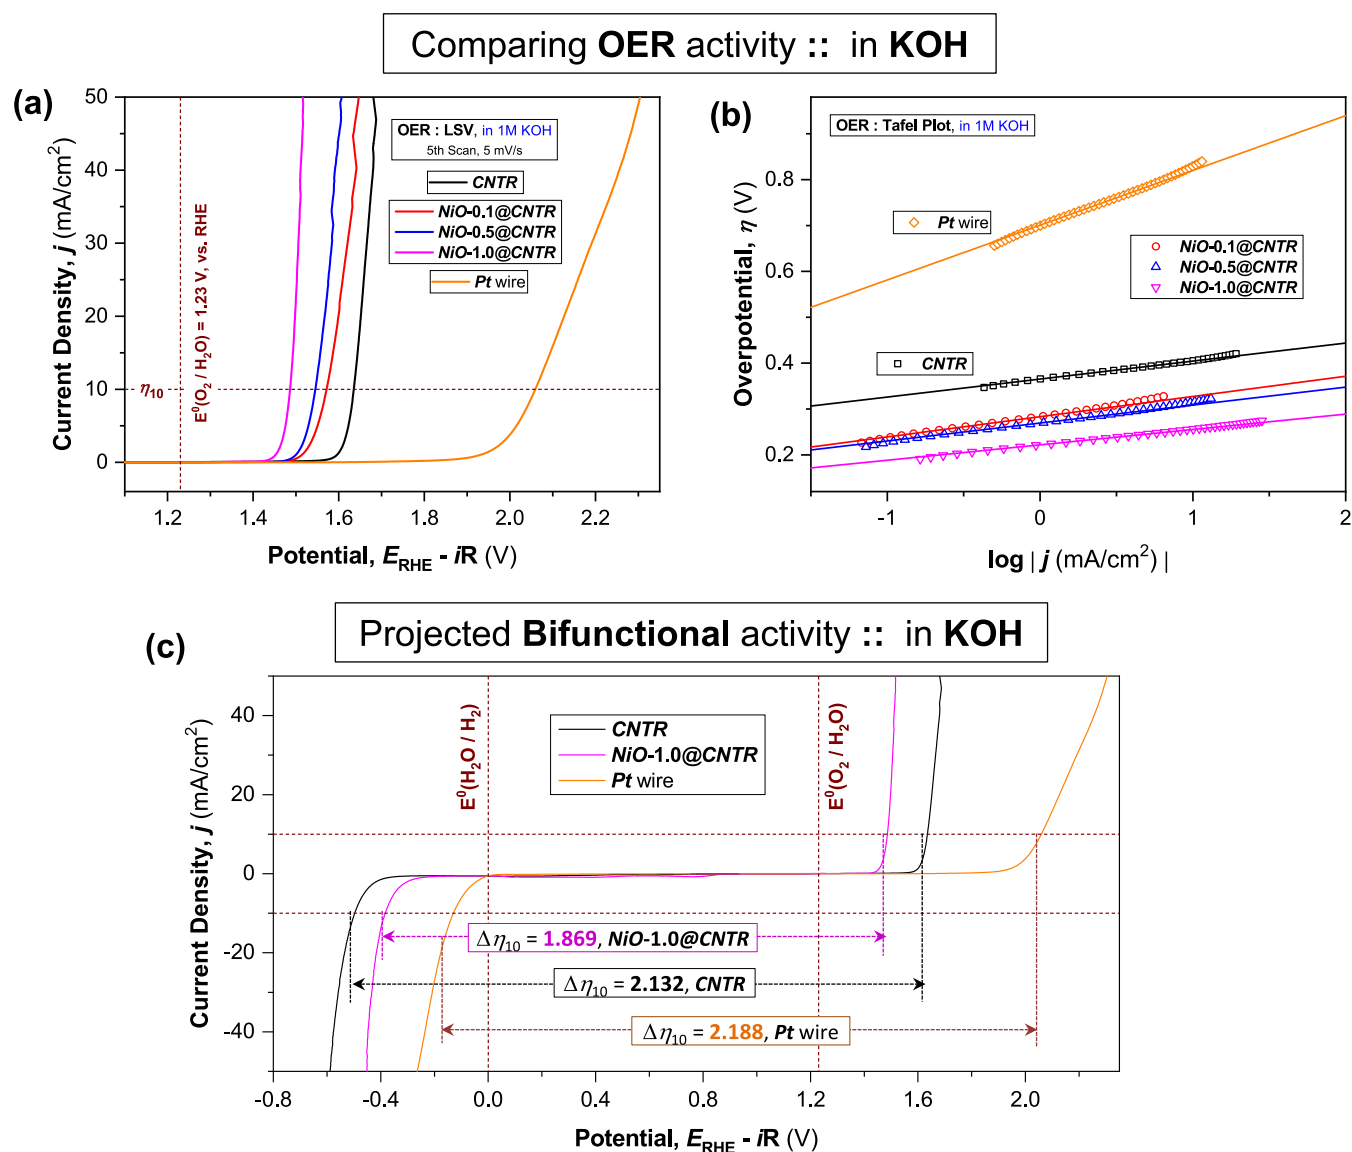 Comparing OER activity :: in KOH
(a)
50
40
30
20
10
0
Current Density, j (mA/cm²)
1.2
1.4
1.6
1.8
2.0
2.2
Potential, E_RHE - iR (V)
E⁰(O₂ / H₂O) = 1.23 V, vs. RHE
η₁₀
OER : LSV, in 1M KOH
5th Scan, 5 mV/s
CNTR
NiO-0.1@CNTR
NiO-0.5@CNTR
NiO-1.0@CNTR
Pt wire
(b)
OER : Tafel Plot, in 1M KOH
0.8
0.6
0.4
0.2
Overpotential, η (V)
Pt wire
NiO-0.1@CNTR
NiO-0.5@CNTR
NiO-1.0@CNTR
CNTR
-1
0
1
2
log | j (mA/cm²) |
Projected Bifunctional activity :: in KOH
(c)
40
20
0
-20
-40
Current Density, j (mA/cm²)
E⁰(H₂O / H₂)
CNTR
NiO-1.0@CNTR
Pt wire
E⁰(O₂ / H₂O)
Δη₁₀ = 1.869, NiO-1.0@CNTR
Δη₁₀ = 2.132, CNTR
Δη₁₀ = 2.188, Pt wire
-0.8
-0.4
0.0
0.4
0.8
1.2
1.6
2.0
Potential, E_RHE - iR (V)